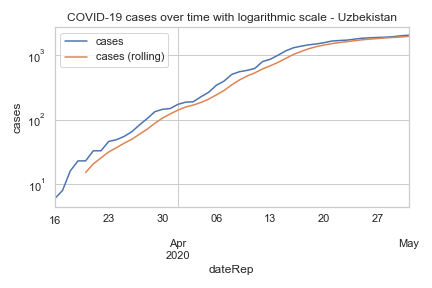 COVID-19 cases over time with logarithmic scale - Uzbekistan
cases
cases (rolling)
10³
10²
10¹
cases
16 23 30 06 13 20 27
Apr May
2020
dateRep